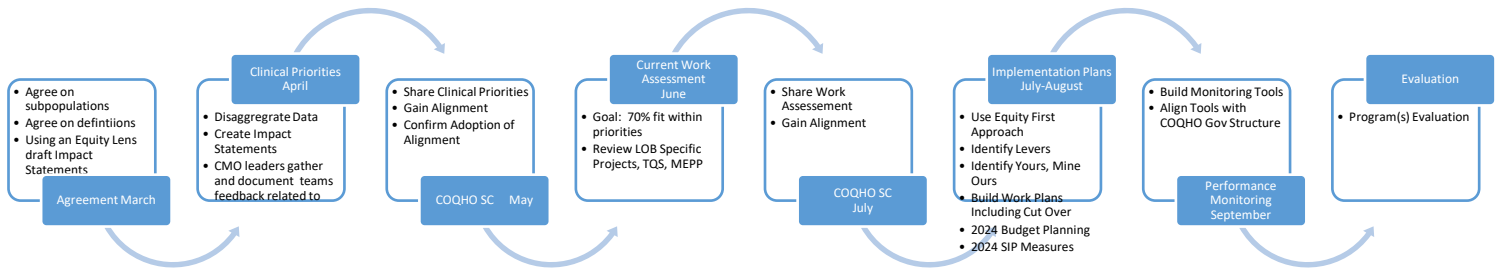 • Agree on
subpopulations
• Agree on defintiions
• Using an Equity Lens
draft Impact
Statements
Agreement March
Clinical Priorities
April
• Disaggregrate Data
• Create Impact
Statements
• CMO leaders gather
and document teams
feedback related to
• Share Clinical Priorities
• Gain Alignment
• Confirm Adoption of
Alignment
COQHO SC May
Current Work
Assessment
June
• Goal: 70% fit within
priorities
• Review LOB Specific
Projects, TQS, MEPP
• Share Work
Assessement
• Gain Alignment
COQHO SC
July
Implementation Plans
July-August
• Use Equity First
Approach
• Identify Levers
• Identify Yours, Mine
Ours
• Build Work Plans
Including Cut Over
• 2024 Budget Planning
• 2024 SIP Measures
• Build Monitoring Tools
• Align Tools with
COQHO Gov Structure
Performance
Monitoring
September
Evaluation
• Program(s) Evaluation